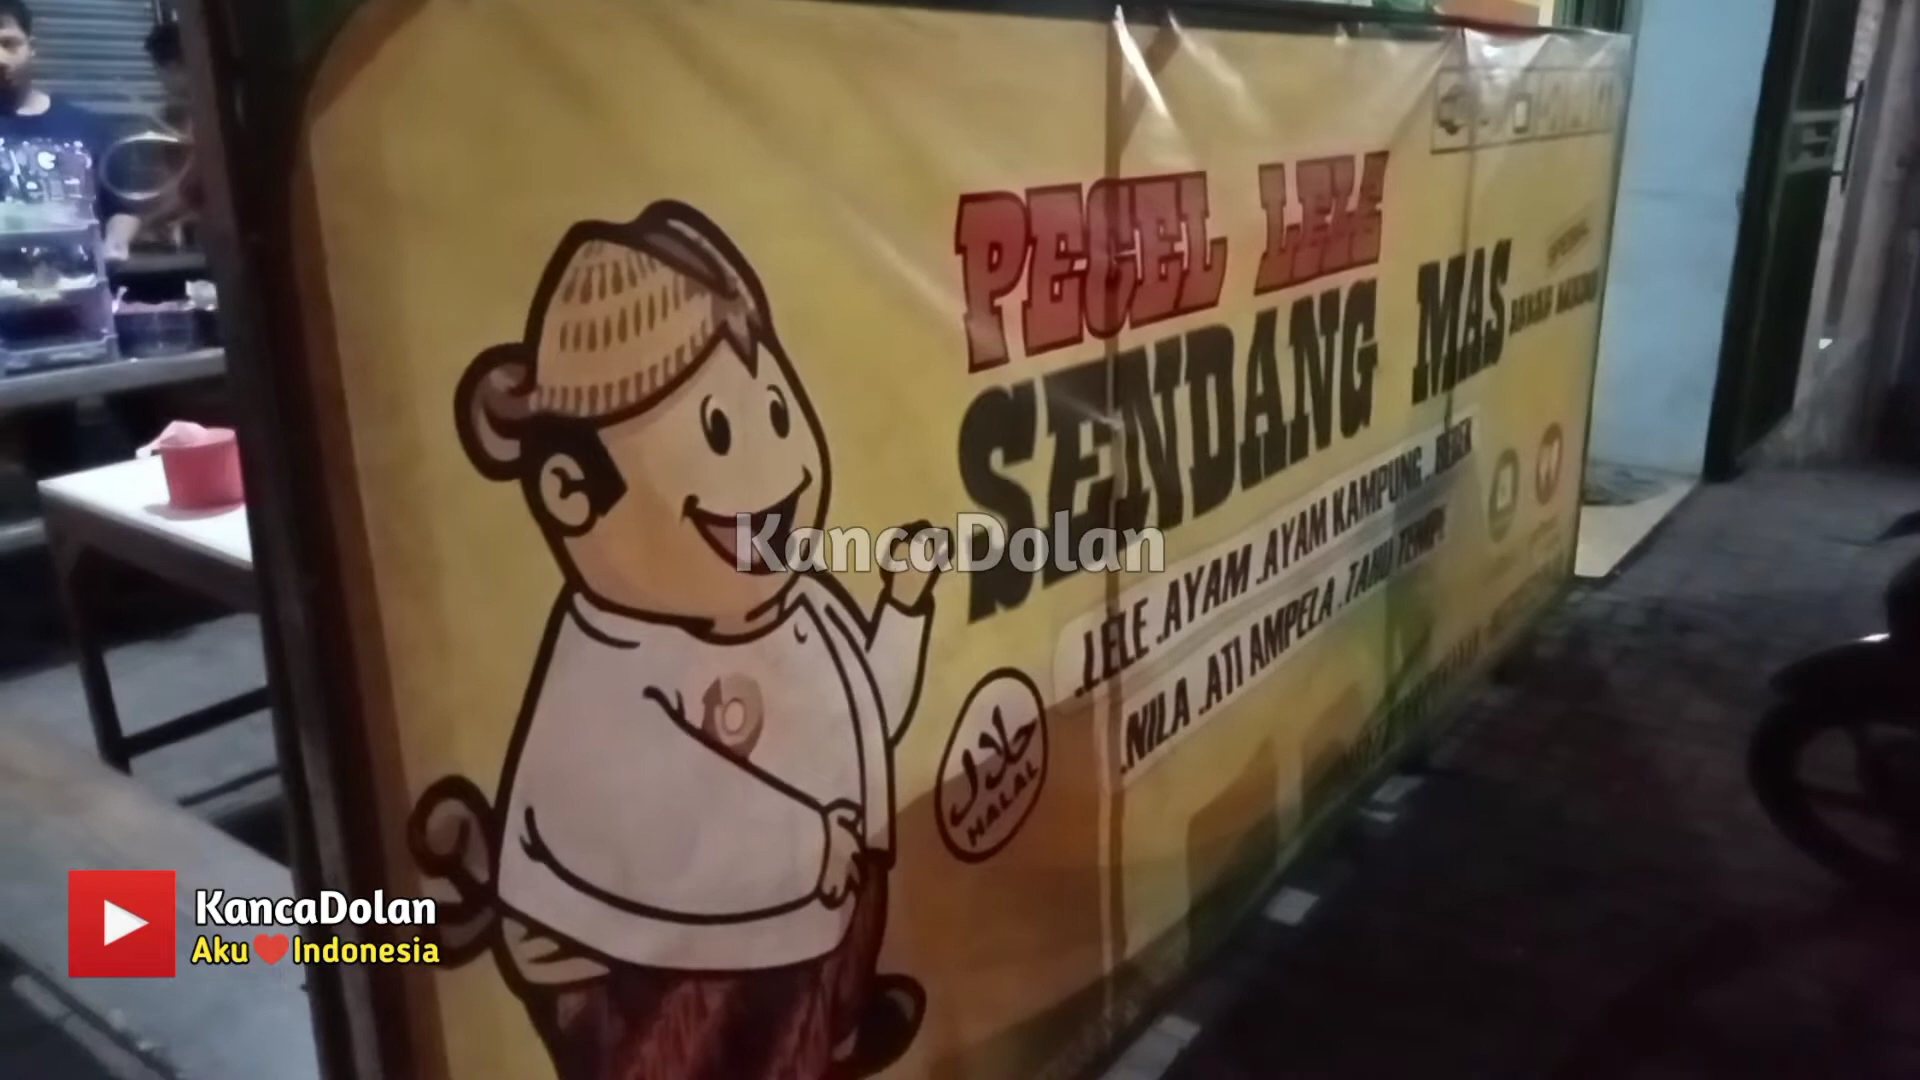 PECEL LELE
SENDANG MAS
.LELE .AYAM .AYAM KAMPUNG .BEBEK
.NILA .ATI AMPELA .TAHU TEMPE
حلال
HALAL
KancaDolan
KancaDolan
Aku❤Indonesia